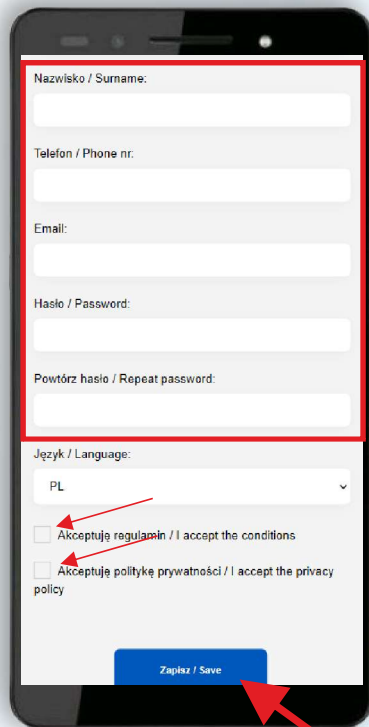 Nazwisko / Surname:
Telefon / Phone nr:
Email:
Hasło / Password:
Powtórz hasło / Repeat password:
Język / Language:
PL
Akceptuję regulamin / I accept the conditions
Akceptuję politykę prywatności / I accept the privacy
policy
Zapisz / Save